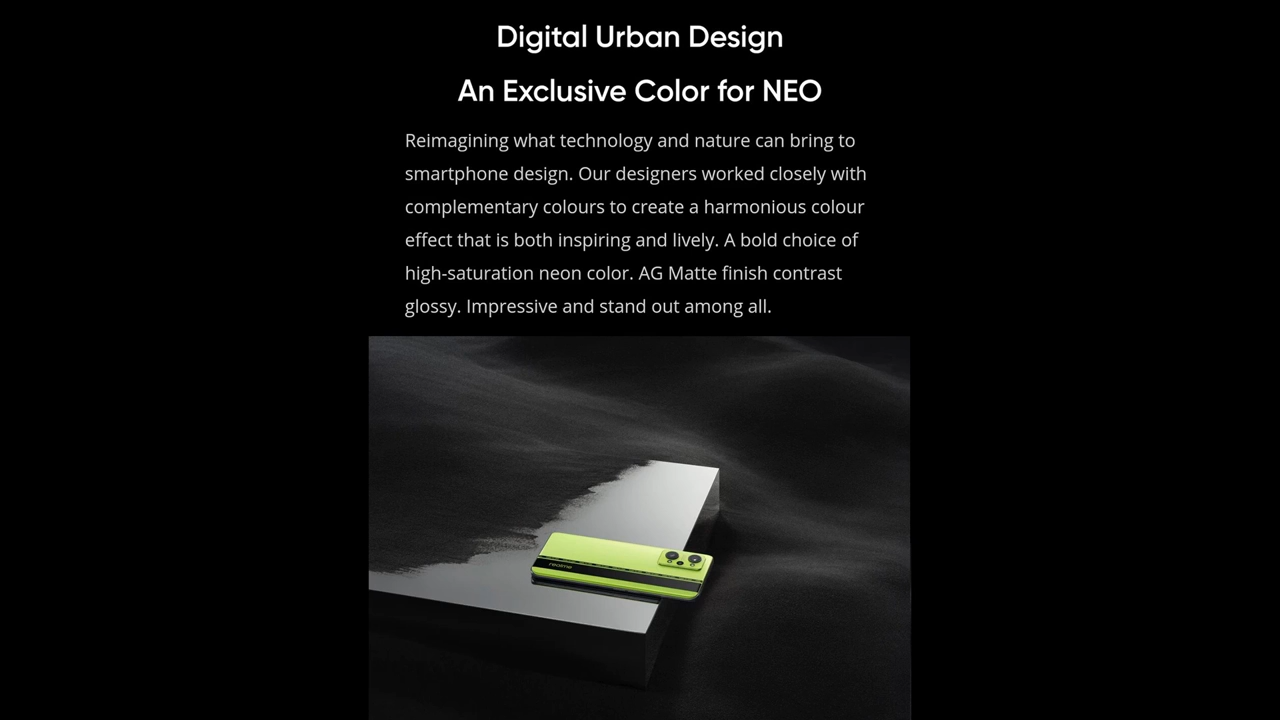 Digital Urban Design
An Exclusive Color for NEO
Reimagining what technology and nature can bring to
smartphone design. Our designers worked closely with
complementary colours to create a harmonious colour
effect that is both inspiring and lively. A bold choice of
high-saturation neon color. AG Matte finish contrast
glossy. Impressive and stand out among all.
realme